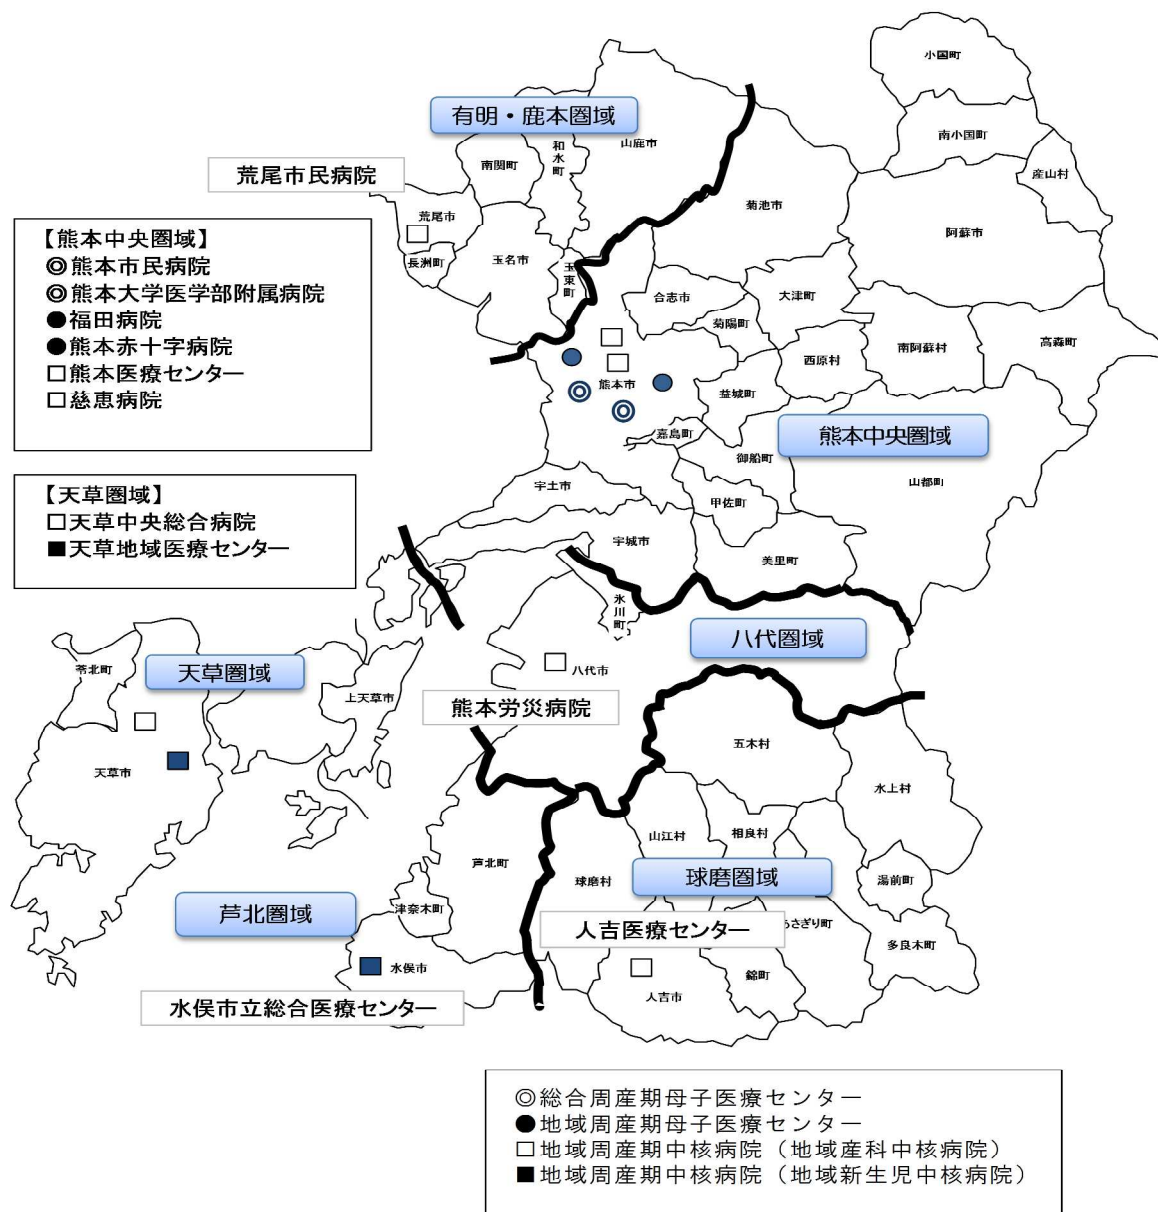 小国町
南小国町
産山村
有明・鹿本圏域
山鹿市
和水町
南関町
荒尾市民病院
荒尾市
長洲町
玉名市
玉東町
菊池市
阿蘇市
【熊本中央圏域】
◎熊本市民病院
◎熊本大学医学部附属病院
●福田病院
●熊本赤十字病院
□熊本医療センター
□慈恵病院
合志市
大津町
菊陽町
西原村
南阿蘇村
高森町
熊本市
益城町
嘉島町
熊本中央圏域
御船町
山都町
甲佐町
宇土市
宇城市
美里町
【天草圏域】
□天草中央総合病院
■天草地域医療センター
氷川町
八代圏域
八代市
熊本労災病院
天草圏域
苓北町
上天草市
天草市
五木村
水上村
山江村
相良村
球磨圏域
湯前町
芦北町
球磨村
芦北圏域
津奈木町
人吉医療センター
あさぎり町
多良木町
水俣市
人吉市
錦町
水俣市立総合医療センター
◎総合周産期母子医療センター
●地域周産期母子医療センター
□地域周産期中核病院（地域産科中核病院）
■地域周産期中核病院（地域新生児中核病院）